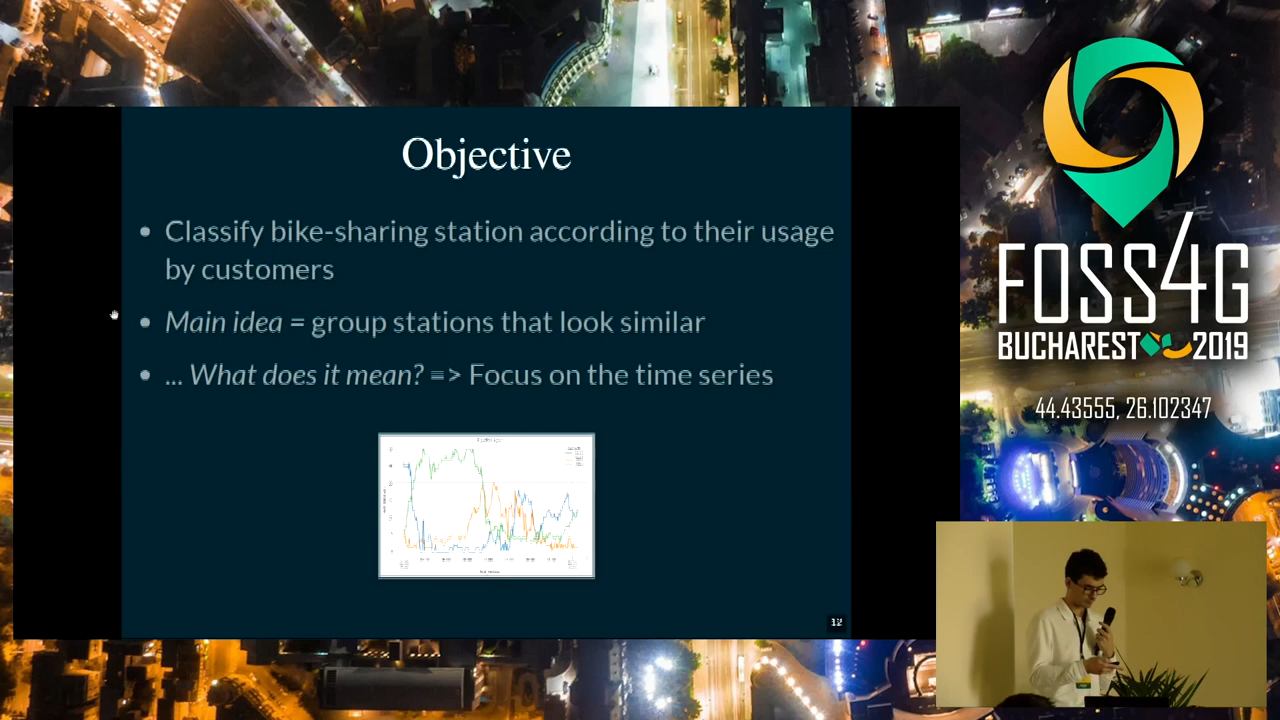 Objective
• Classify bike-sharing station according to their usage
by customers
• Main idea = group stations that look similar
• ... What does it mean? => Focus on the time series
12
FOSS4G
BUCHAREST 2019
44.43555, 26.102347